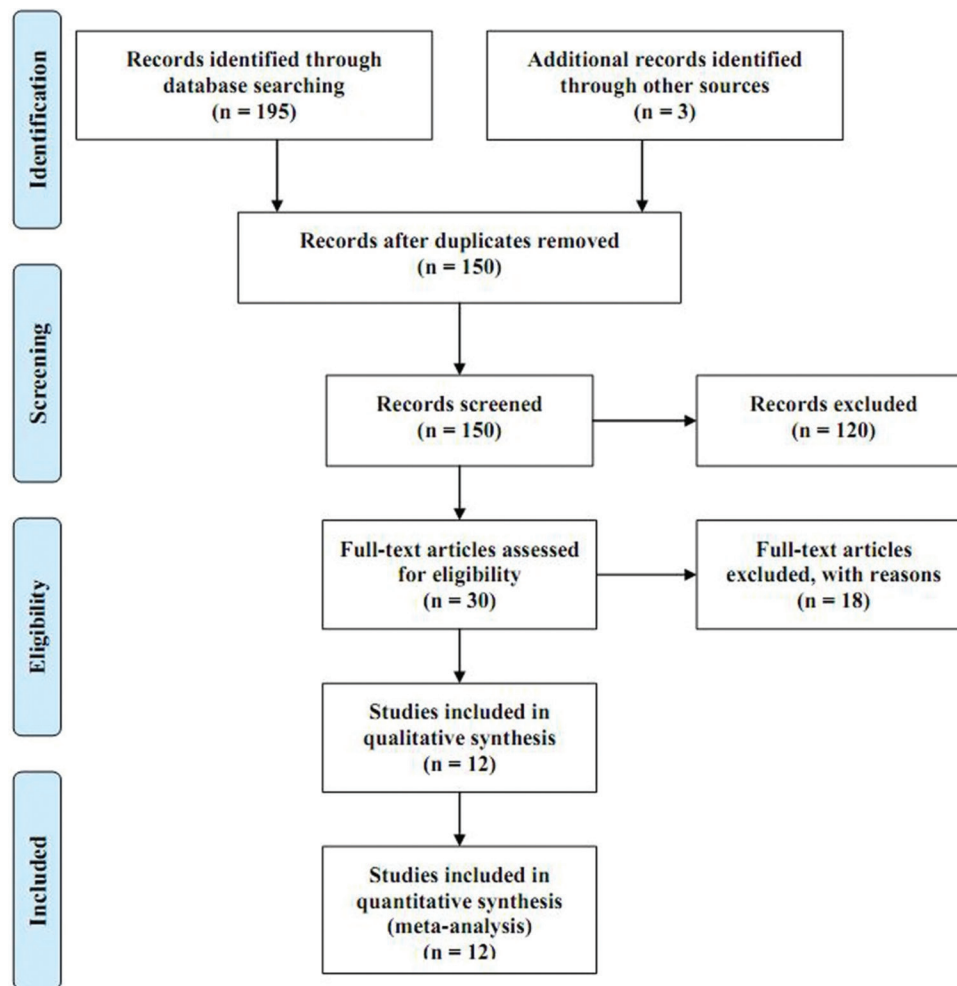 Identification
Records identified through
database searching
(n = 195)
Additional records identified
through other sources
(n = 3)
Records after duplicates removed
(n = 150)
Screening
Records screened
(n = 150)
Records excluded
(n = 120)
Eligibility
Full-text articles assessed
for eligibility
(n = 30)
Full-text articles
excluded, with reasons
(n = 18)
Studies included in
qualitative synthesis
(n = 12)
Included
Studies included in
quantitative synthesis
(meta-analysis)
(n = 12)